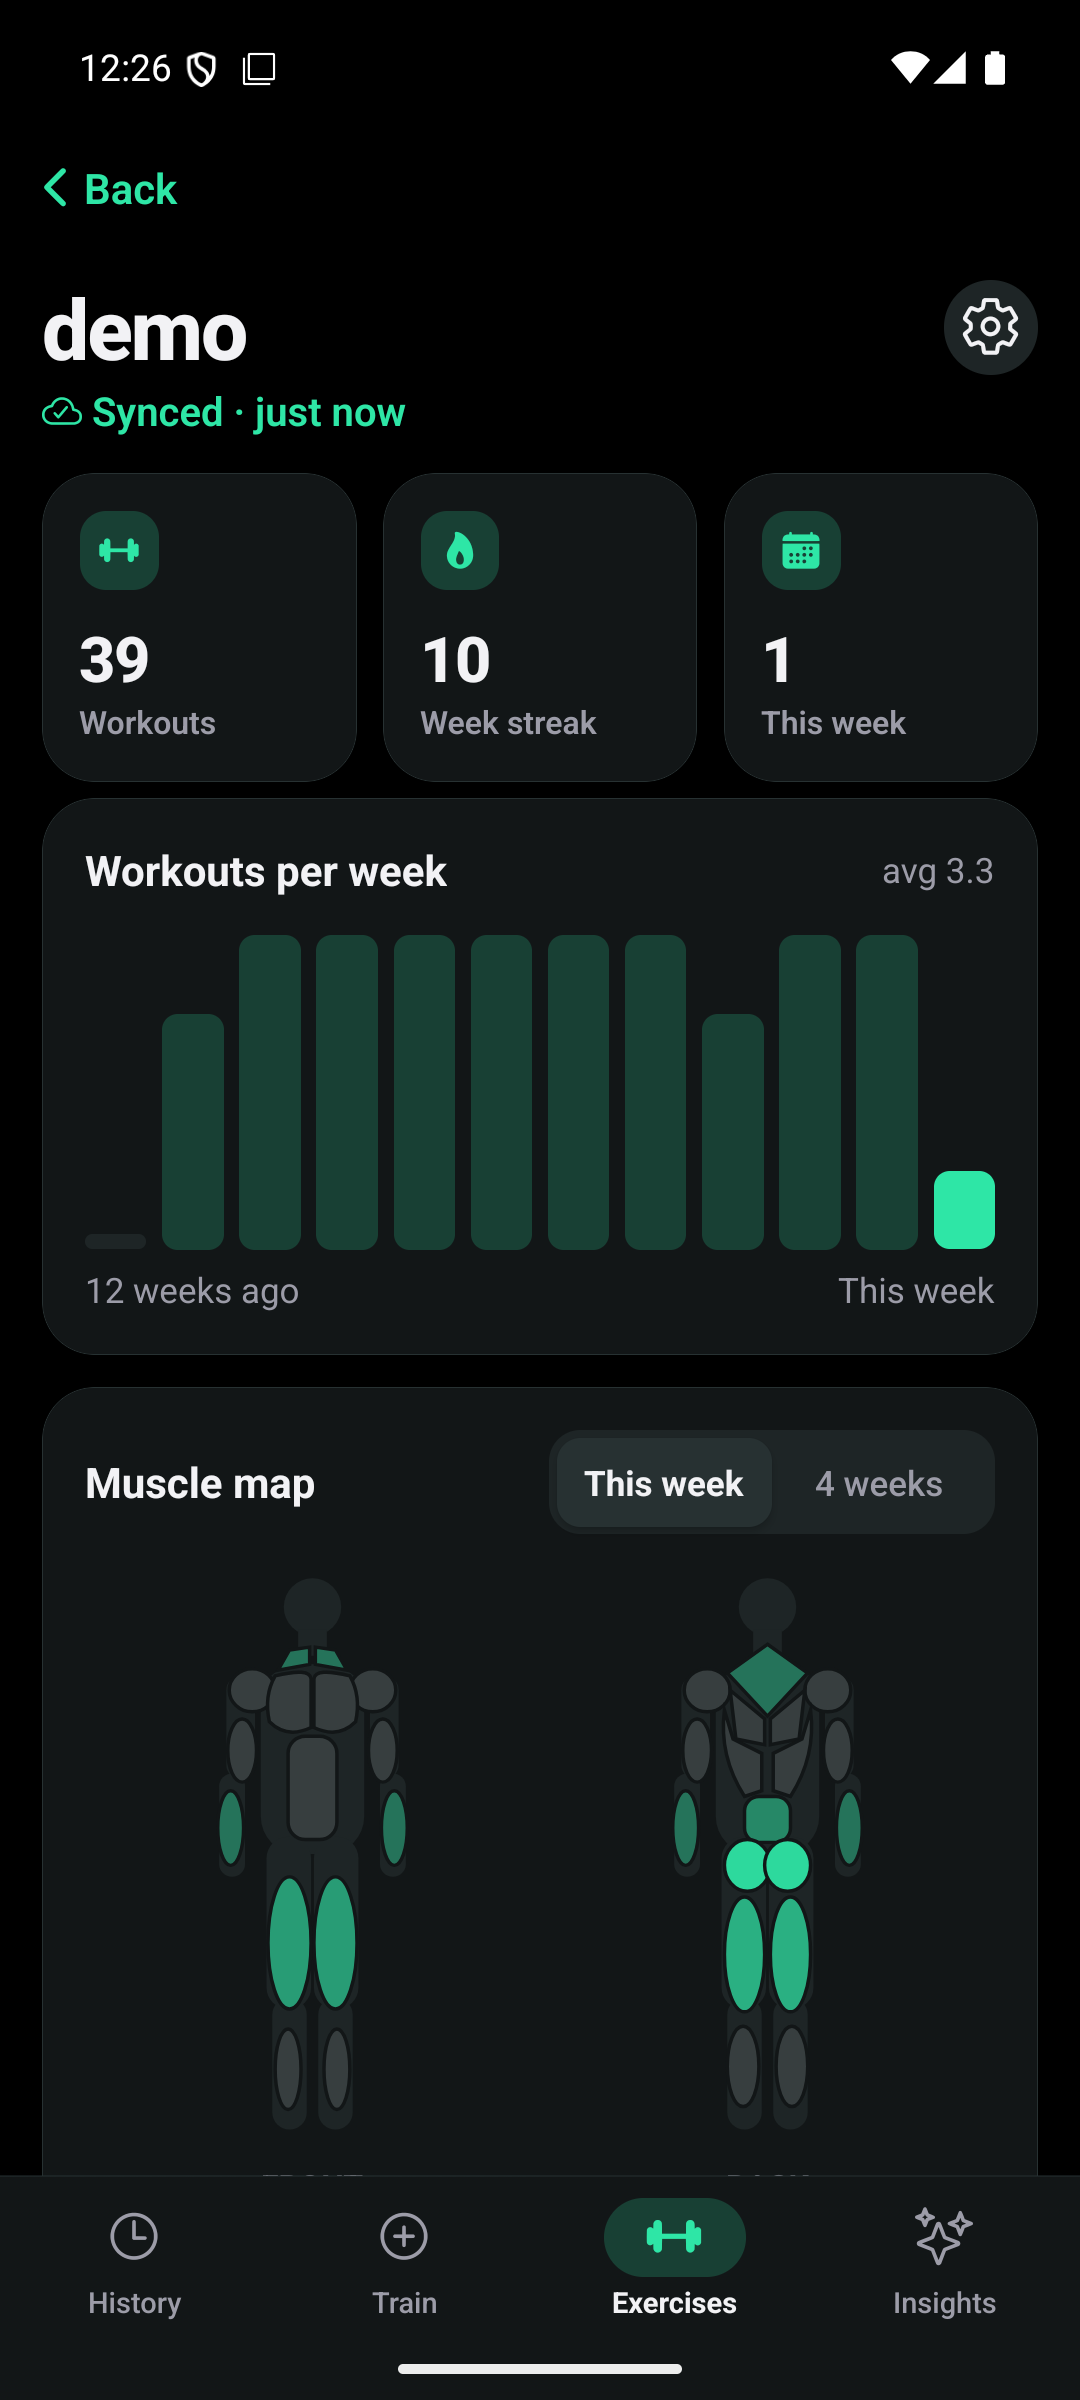 12:26
Back
demo
Synced · just now
39
Workouts
10
Week streak
1
This week
Workouts per week
avg 3.3
12 weeks ago
This week
Muscle map
This week
4 weeks
History
Train
Exercises
Insights